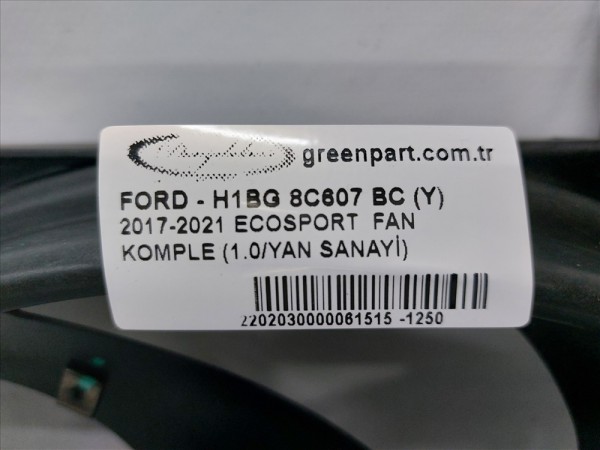 greenpart.com.tr
FORD - H1BG 8C607 BC (Y)
2017-2021 ECOSPORT FAN
KOMPLE (1.0/YAN SANAYİ)
2202030000061515 -1250